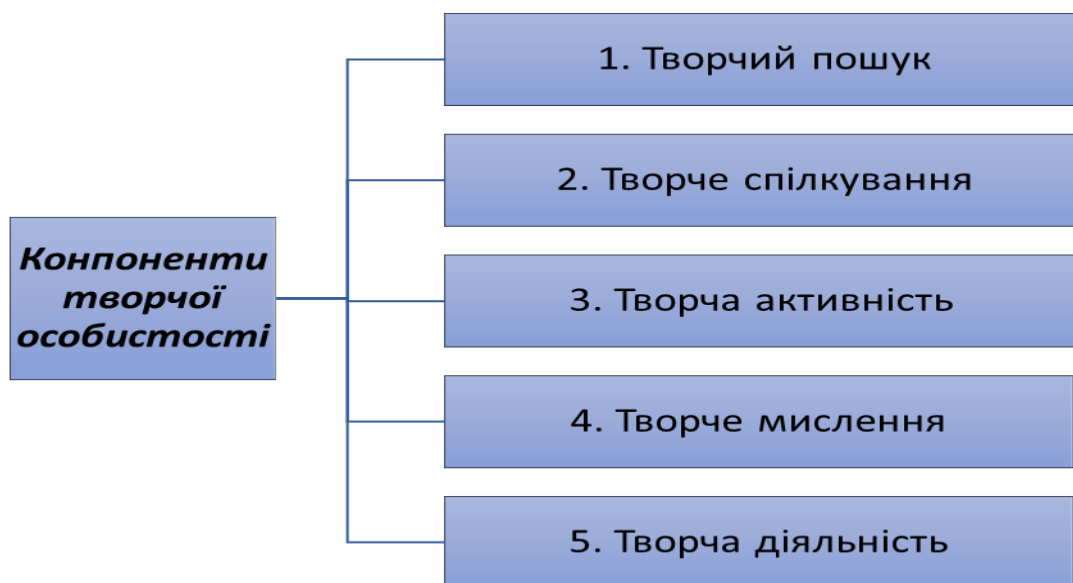 Конпоненти
творчої
особистості
1. Творчий пошук
2. Творче спілкування
3. Творча активність
4. Творче мислення
5. Творча діяльність